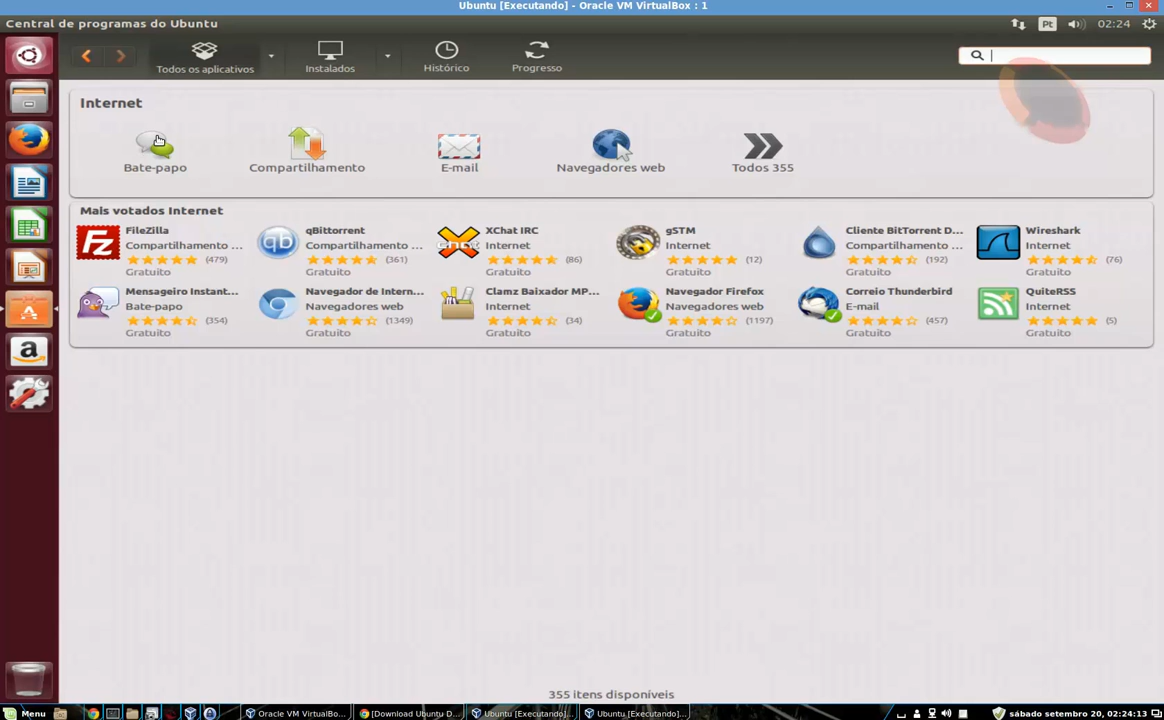 Ubuntu [Executando] - Oracle VM VirtualBox : 1
Central de programas do Ubuntu
Pt
02:24
Todos os aplicativos
Instalados
Histórico
Progresso
Internet
Bate-papo
Compartilhamento
E-mail
Navegadores web
Todos 355
Mais votados Internet
FileZilla
Compartilhamento ...
(479)
Gratuito
qBittorrent
Compartilhamento ...
(361)
Gratuito
XChat IRC
Internet
(86)
Gratuito
gSTM
Internet
(12)
Gratuito
Cliente BitTorrent D...
Compartilhamento ...
(192)
Gratuito
Wireshark
Internet
(76)
Gratuito
Mensageiro Instant...
Bate-papo
(354)
Gratuito
Navegador de Intern...
Navegadores web
(1349)
Gratuito
Clamz Baixador MP...
Internet
(34)
Gratuito
Navegador Firefox
Navegadores web
(1197)
Gratuito
Correio Thunderbird
E-mail
(457)
Gratuito
QuiteRSS
Internet
(5)
Gratuito
355 itens disponíveis
Menu
Oracle VM VirtualBo...
[Download Ubuntu D...
Ubuntu [Executando]...
Ubuntu [Executando]...
sábado setembro 20, 02:24:13